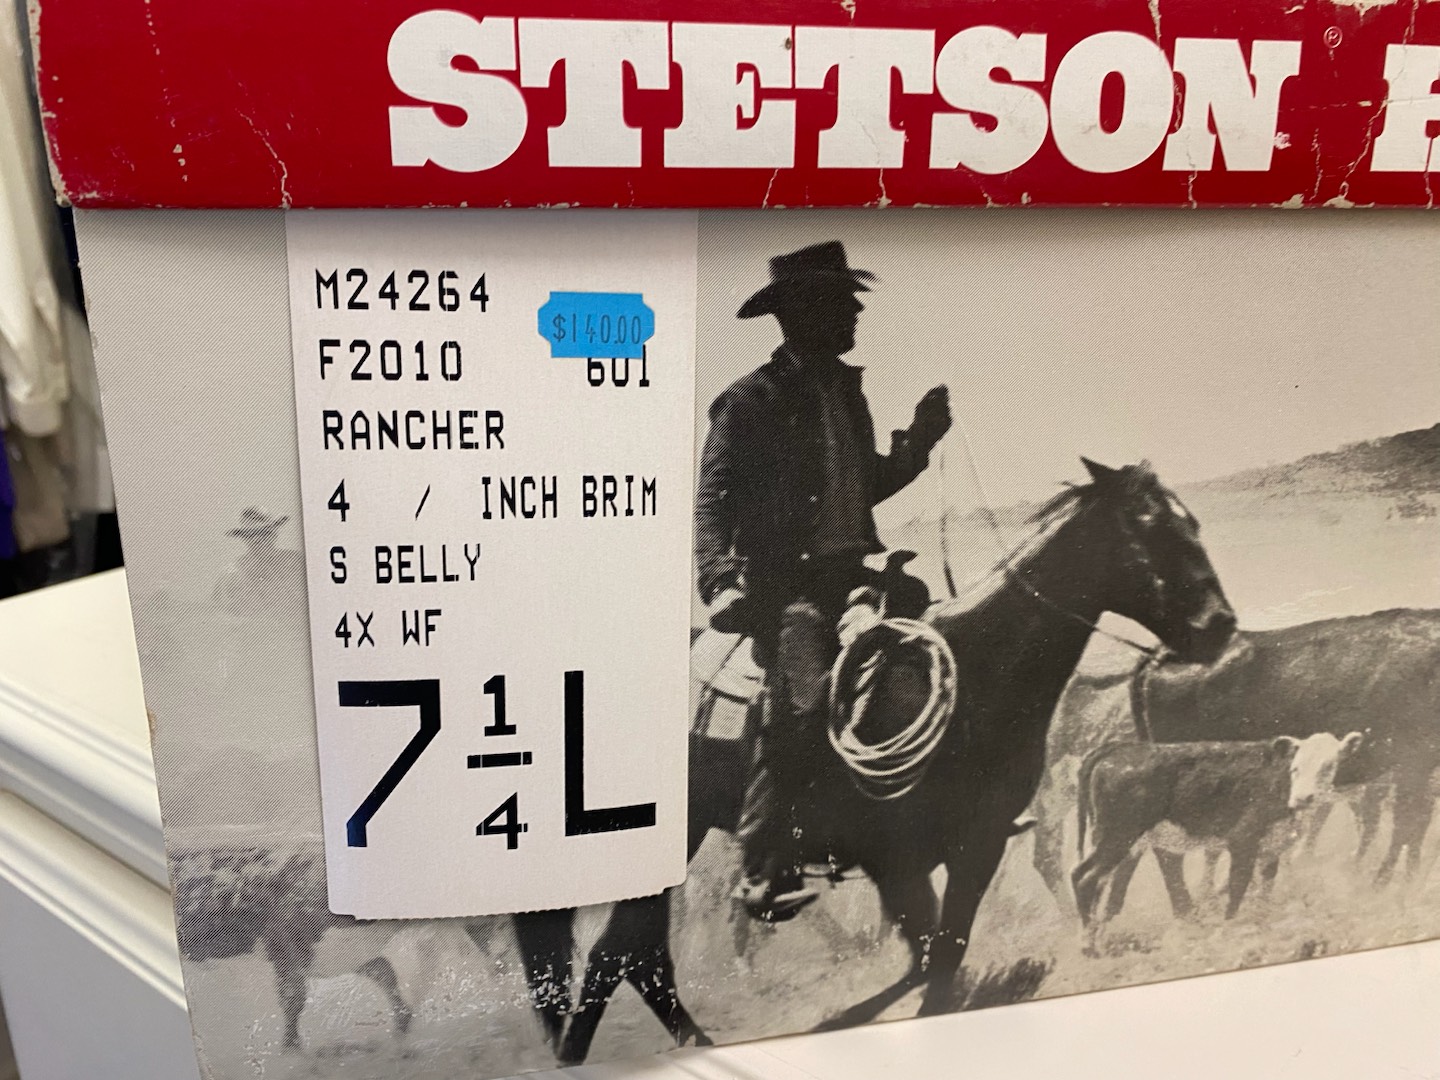 STETSON ®
M24264
$140.00
F2010 601
RANCHER
4 / INCH BRIM
S BELLY
4X WF
7 1/4 L